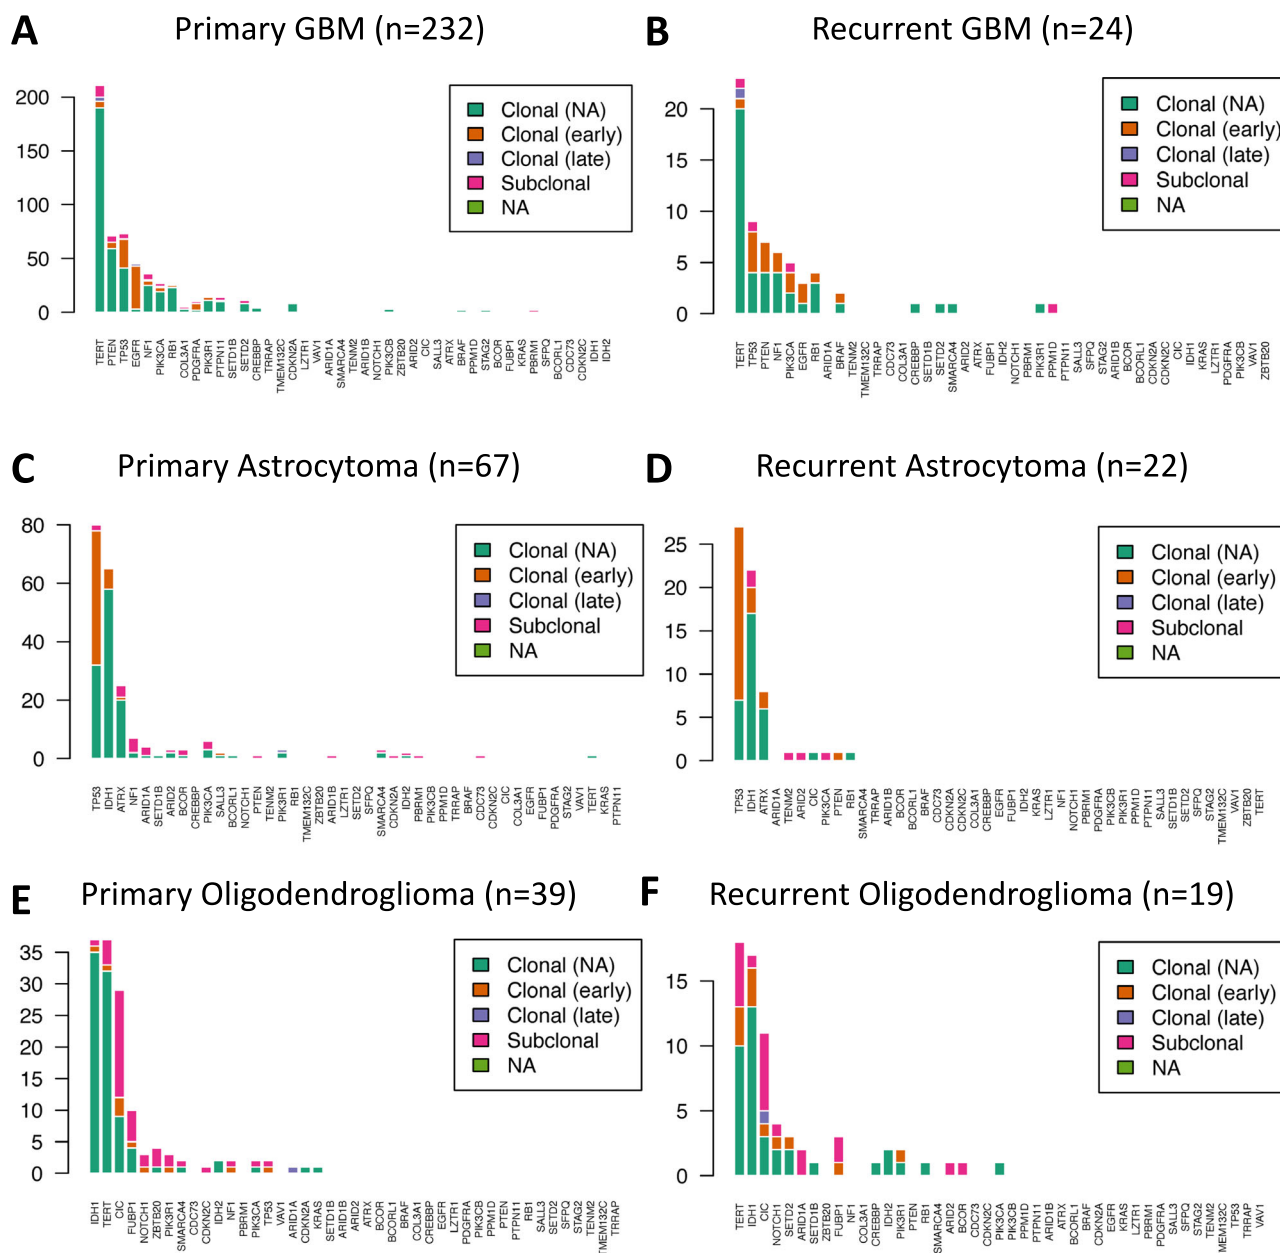 A
Primary GBM (n=232)
200
150
100
50
0
Clonal (NA)
Clonal (early)
Clonal (late)
Subclonal
NA
TERT PTEN TP53 EGFR NF1 PIK3CA RB1 COL3A1 PDGFRA PIK3R1 PTPN11 SETD1B SETD2 CREBBP TRRAP TMEM132C CDKN2A LZTR1 VAV1 ARID1A SMARCA4 TENM2 ARID1B NOTCH1 PIK3CB ZBTB20 ARID2 CIC SALL3 ATRX BRAF PPM1D STAG2 BCOR FUBP1 KRAS PBRM1 SFPQ BCORL1 CDC73 CDKN2C IDH1 IDH2
B
Recurrent GBM (n=24)
20
15
10
5
0
Clonal (NA)
Clonal (early)
Clonal (late)
Subclonal
NA
TERT TP53 PTEN NF1 PIK3CA EGFR RB1 ARID1A BRAF TENM2 TMEM132C TRRAP CDC73 COL3A1 CREBBP SETD1B SETD2 SMARCA4 ARID2 ATRX FUBP1 IDH2 NOTCH1 PBRM1 PIK3R1 PPM1D PTPN11 SALL3 SFPQ STAG2 ARID1B BCOR BCORL1 CDKN2A CDKN2C CIC IDH1 KRAS LZTR1 PDGFRA PIK3CB VAV1 ZBTB20
C
Primary Astrocytoma (n=67)
80
60
40
20
0
Clonal (NA)
Clonal (early)
Clonal (late)
Subclonal
NA
TP53 IDH1 ATRX NF1 ARID1A SETD1B ARID2 BCOR CREBBP PIK3CA SALL3 BCORL1 NOTCH1 PTEN TENM2 PIK3R1 RB1 TMEM132C ZBTB20 ARID1B LZTR1 SETD2 SFPQ SMARCA4 CDKN2A IDH2 PBRM1 PIK3CB PPM1D TRRAP BRAF CDC73 CDKN2C CIC COL3A1 EGFR FUBP1 PDGFRA STAG2 VAV1 TERT KRAS PTPN11
D
Recurrent Astrocytoma (n=22)
25
20
15
10
5
0
Clonal (NA)
Clonal (early)
Clonal (late)
Subclonal
NA
TP53 IDH1 ATRX ARID1A TENM2 ARID2 CIC PIK3CA PTEN RB1 SMARCA4 TRRAP ARID1B BCOR BCORL1 BRAF CDC73 CDKN2A CDKN2C COL3A1 CREBBP EGFR FUBP1 IDH2 KRAS LZTR1 NF1 NOTCH1 PBRM1 PDGFRA PIK3CB PIK3R1 PPM1D PTPN11 SALL3 SETD1B SETD2 SFPQ STAG2 TMEM132C VAV1 ZBTB20 TERT
E
Primary Oligodendroglioma (n=39)
35
30
25
20
15
10
5
0
Clonal (NA)
Clonal (early)
Clonal (late)
Subclonal
NA
IDH1 TERT CIC FUBP1 NOTCH1 ZBTB20 PIK3R1 SMARCA4 CDC73 CDKN2C IDH2 NF1 PBRM1 PIK3CA TP53 VAV1 ARID1A CDKN2A KRAS SETD1B ARID1B ARID2 ATRX BCOR BCORL1 BRAF COL3A1 CREBBP EGFR LZTR1 PDGFRA PIK3CB PPM1D PTEN PTPN11 RB1 SALL3 SETD2 SFPQ STAG2 TENM2 TMEM132C TRRAP
F
Recurrent Oligodendroglioma (n=19)
15
10
5
0
Clonal (NA)
Clonal (early)
Clonal (late)
Subclonal
NA
TERT IDH1 CIC NOTCH1 SETD2 ARID1A SETD1B ZBTB20 FUBP1 NF1 COL3A1 CREBBP IDH2 PIK3R1 PTEN RB1 SMARCA4 ARID2 BCOR CDC73 CDKN2C PIK3CA PIK3CB PPM1D PTPN11 ARID1B ATRX BCORL1 BRAF CDKN2A EGFR KRAS LZTR1 PBRM1 PDGFRA SALL3 SFPQ STAG2 TENM2 MEM132C TP53 TRRAP VAV1